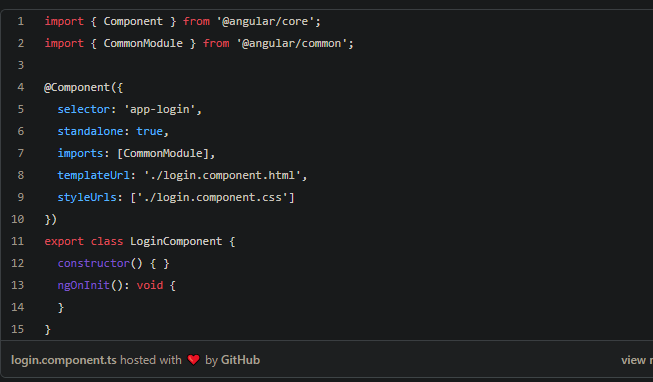 1 import { Component } from '@angular/core';
2 import { CommonModule } from '@angular/common';
3
4 @Component({
5   selector: 'app-login',
6   standalone: true,
7   imports: [CommonModule],
8   templateUrl: './login.component.html',
9   styleUrls: ['./login.component.css']
10 })
11 export class LoginComponent {
12   constructor() { }
13   ngOnInit(): void {
14   }
15 }
login.component.ts hosted with ❤ by GitHub view